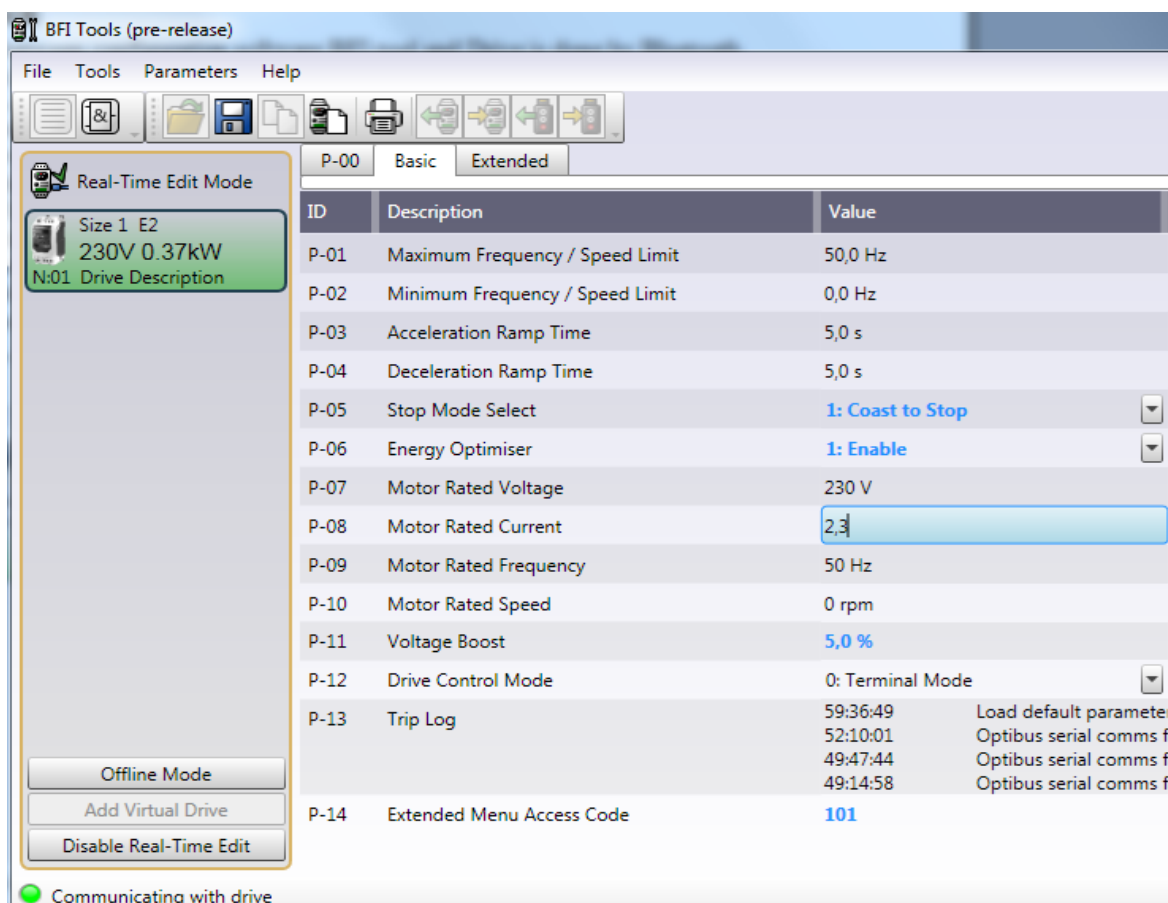 BFI Tools (pre-release)
File Tools Parameters Help
P-00 Basic Extended
Real-Time Edit Mode
Size 1 E2
230V 0.37kW
N:01 Drive Description
ID Description Value
P-01 Maximum Frequency / Speed Limit 50,0 Hz
P-02 Minimum Frequency / Speed Limit 0,0 Hz
P-03 Acceleration Ramp Time 5,0 s
P-04 Deceleration Ramp Time 5,0 s
P-05 Stop Mode Select 1: Coast to Stop
P-06 Energy Optimiser 1: Enable
P-07 Motor Rated Voltage 230 V
P-08 Motor Rated Current 2,3
P-09 Motor Rated Frequency 50 Hz
P-10 Motor Rated Speed 0 rpm
P-11 Voltage Boost 5,0 %
P-12 Drive Control Mode 0: Terminal Mode
P-13 Trip Log 59:36:49 Load default paramete
52:10:01 Optibus serial comms f
49:47:44 Optibus serial comms f
49:14:58 Optibus serial comms f
P-14 Extended Menu Access Code 101
Offline Mode
Add Virtual Drive
Disable Real-Time Edit
Communicating with drive